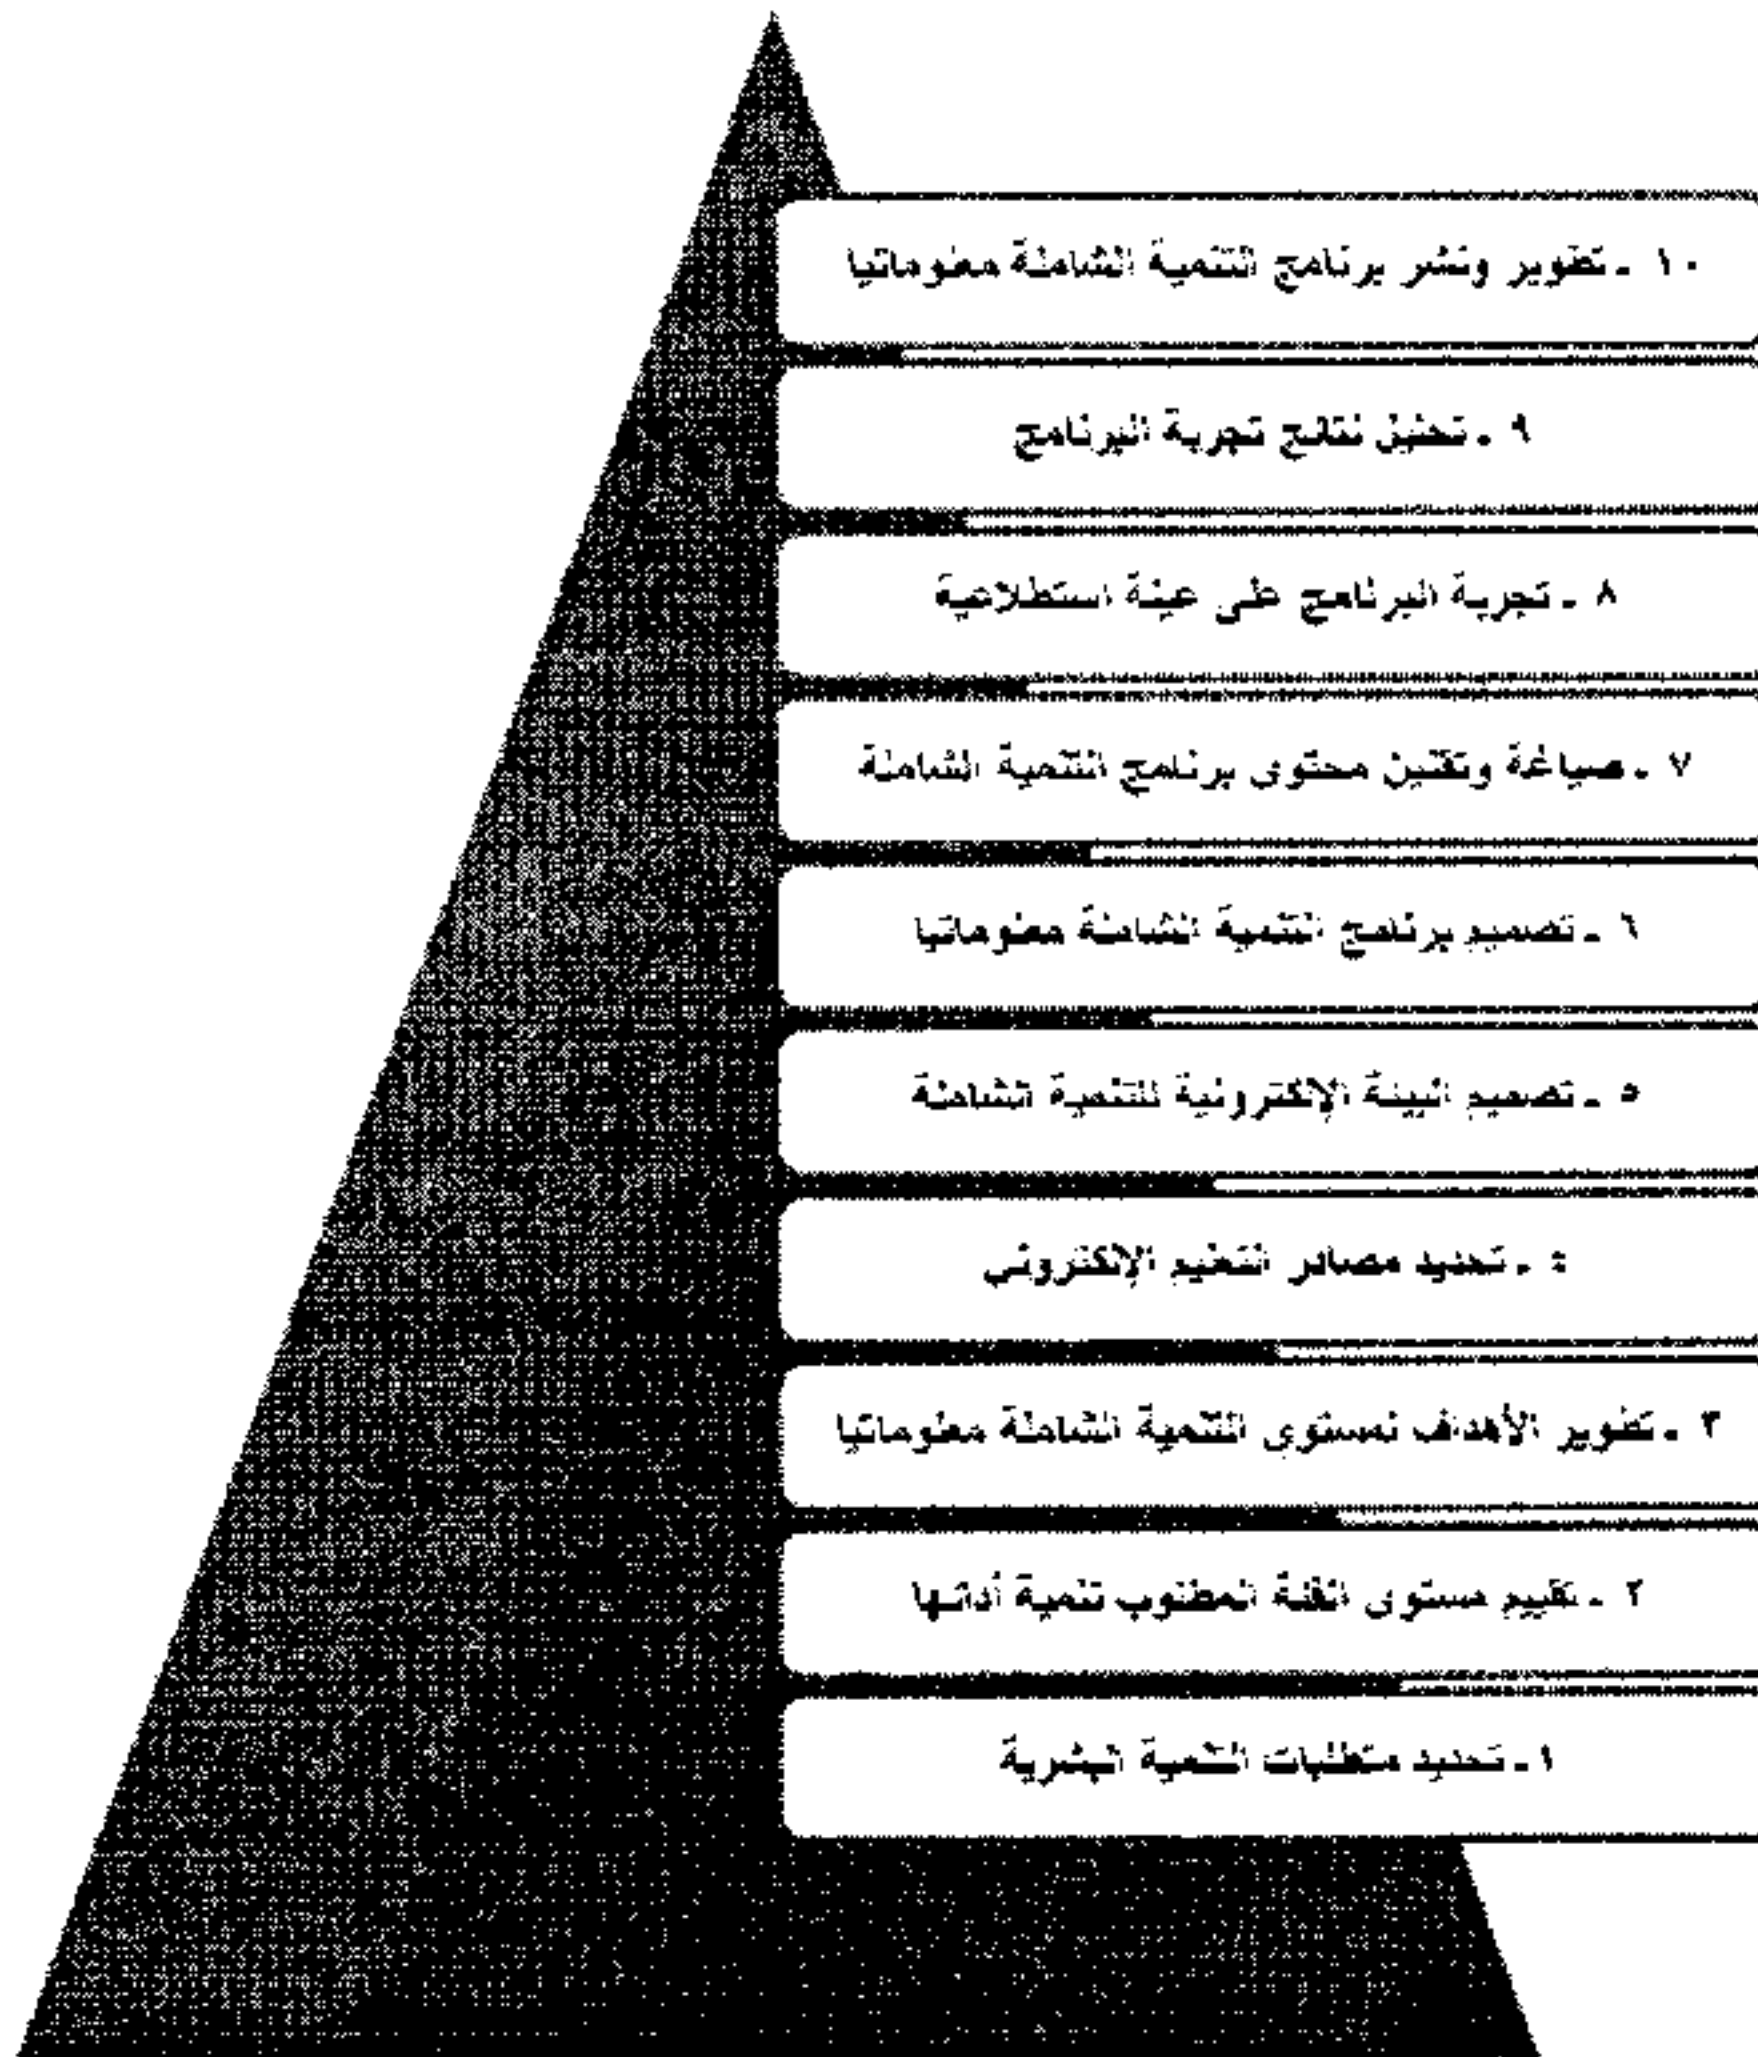 ١٠ - تطوير ونشر برنامج التنمية الشاملة معلوماتيا
٩ - تحليل نتائج تجربة البرنامج
٨ - تجربة البرنامج على عينة استطلاعية
٧ - صياغة وتقنين محتوى برنامج التنمية الشاملة
٦ - تصميم برنامج التنمية الشاملة معلوماتيا
٥ - تصميم البيئة الإلكترونية للتنمية الشاملة
٤ - تحديد مصادر التعليم الإلكتروني
٣ - تطوير الأهداف لمستوى التنمية الشاملة معلوماتيا
٢ - تقييم مستوى الفئة المطلوب تنمية أدائها
١ - تحديد متطلبات التنمية البشرية